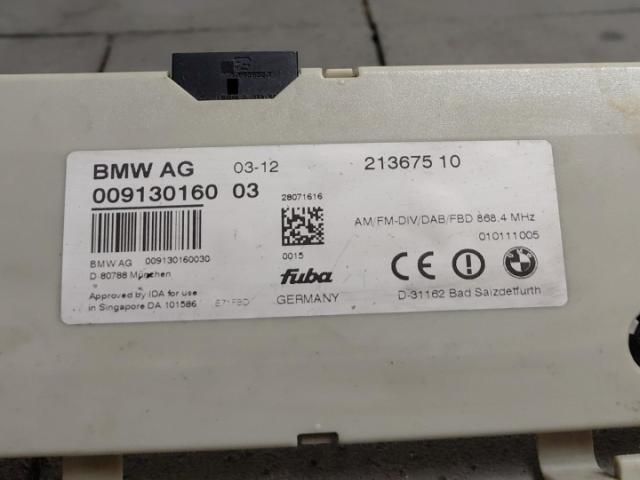 BMW AG 03-12 213675 10
009130160 03
28071616
AM/FM-DIV/DAB/FBD 868.4 MHz
010111005
BMW AG 009130160030
0015
D-80788 München
fuba
CE
BMW
Approved by IDA for use
in Singapore DA 101586
GERMANY
D-31162 Bad Salzdetfurth